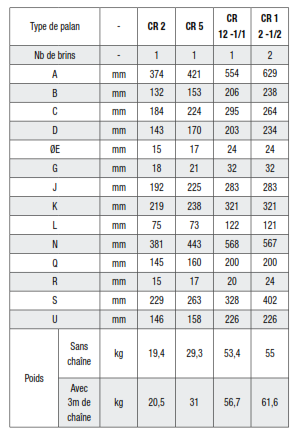 Type de palan - CR 2 CR 5 CR 12 -1/1 CR 1 2 -1/2
Nb de brins - 1 1 1 2
A mm 374 421 554 629
B mm 132 153 206 238
C mm 184 224 295 264
D mm 143 170 203 234
ØE mm 15 17 24 24
G mm 18 21 32 32
J mm 192 225 283 283
K mm 219 238 321 321
L mm 75 73 122 121
N mm 381 443 568 567
Q mm 145 160 200 200
R mm 15 17 20 24
S mm 229 263 328 402
U mm 146 158 226 226
Poids
Sans chaîne kg 19,4 29,3 53,4 55
Avec 3m de chaîne kg 20,5 31 56,7 61,6